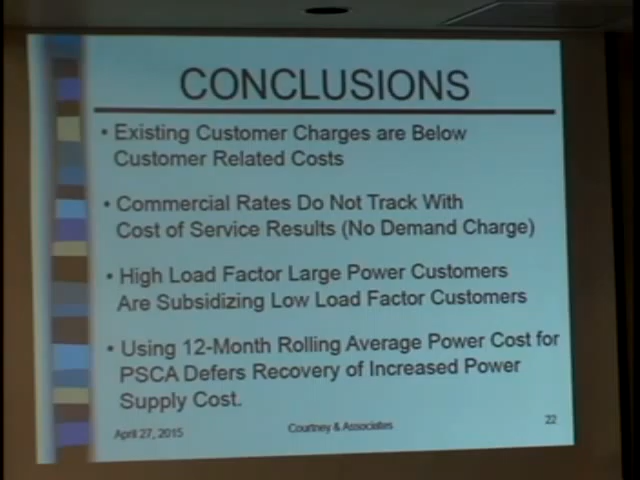 CONCLUSIONS
• Existing Customer Charges are Below
Customer Related Costs
• Commercial Rates Do Not Track With
Cost of Service Results (No Demand Charge)
• High Load Factor Large Power Customers
Are Subsidizing Low Load Factor Customers
• Using 12-Month Rolling Average Power Cost for
PSCA Defers Recovery of Increased Power
Supply Cost.
April 27, 2015 Courtney & Associates 22